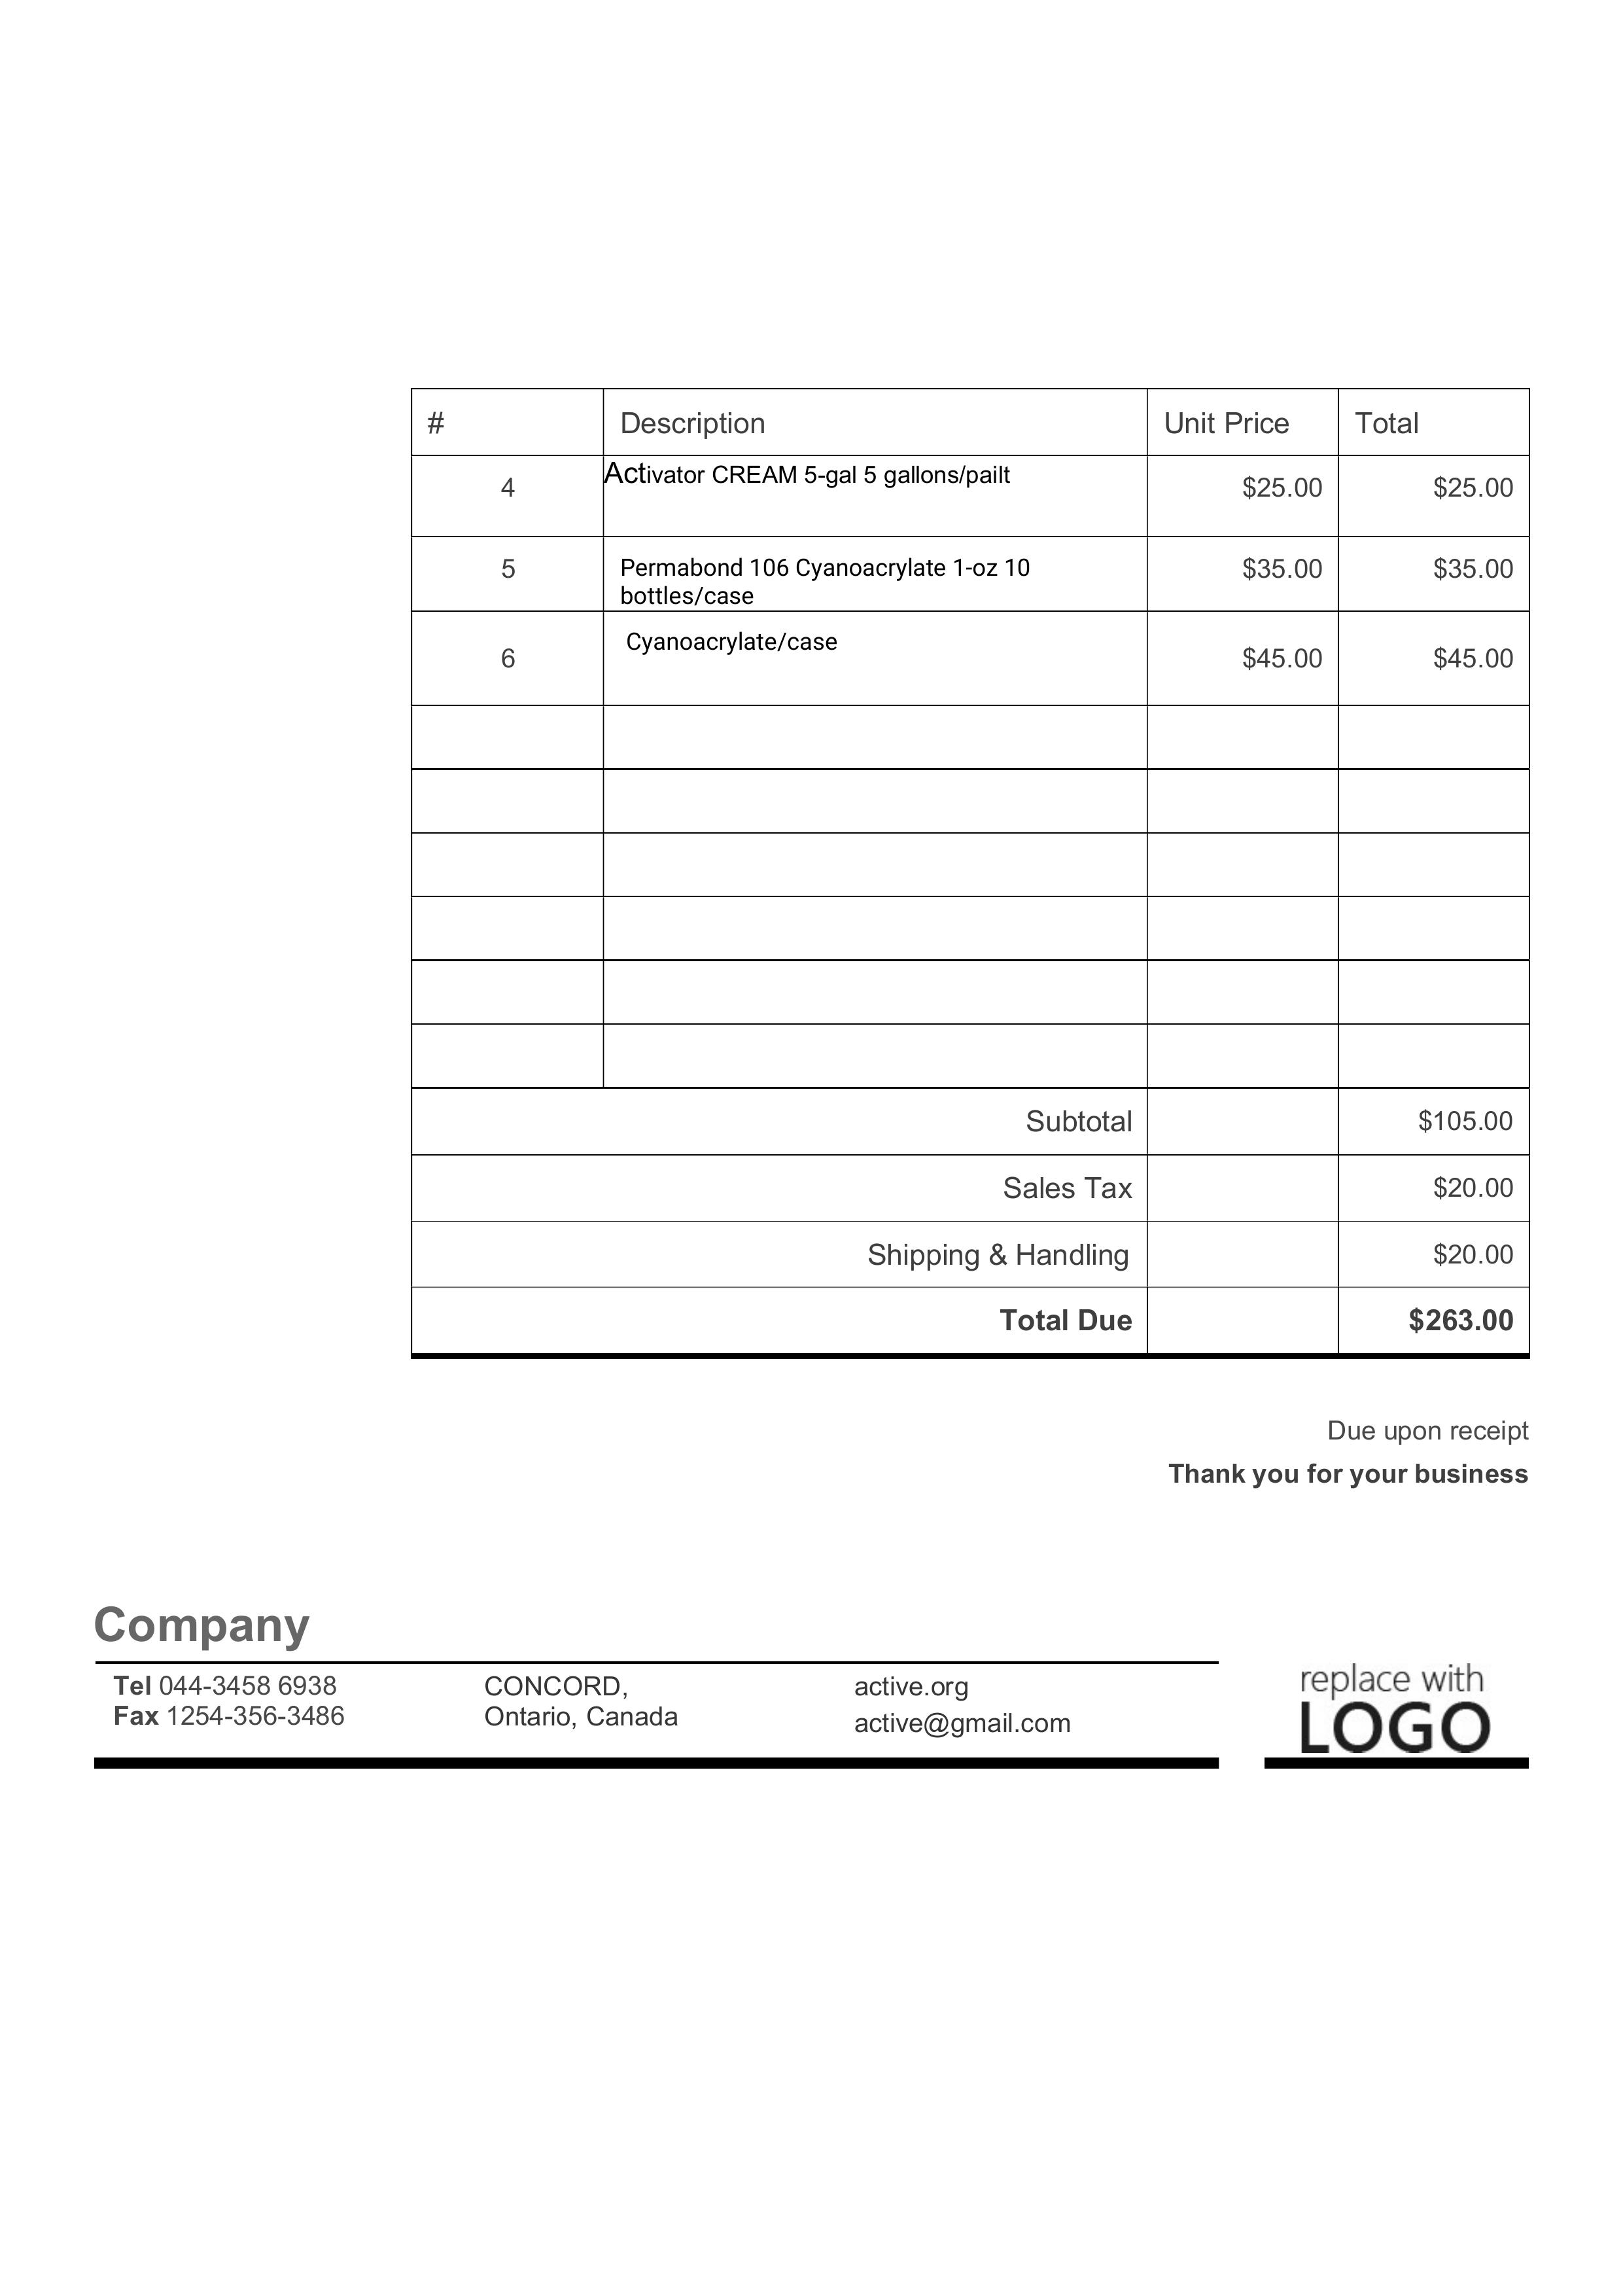 # Description Unit Price Total
4 Activator CREAM 5-gal 5 gallons/pailt $25.00 $25.00
5 Permabond 106 Cyanoacrylate 1-oz 10 $35.00 $35.00
bottles/case
6 Cyanoacrylate/case $45.00 $45.00
Subtotal $105.00
Sales Tax $20.00
Shipping & Handling $20.00
Total Due $263.00
Due upon receipt
Thank you for your business
Company
Tel 044-3458 6938 CONCORD, active.org
Fax 1254-356-3486 Ontario, Canada active@gmail.com
replace with
LOGO